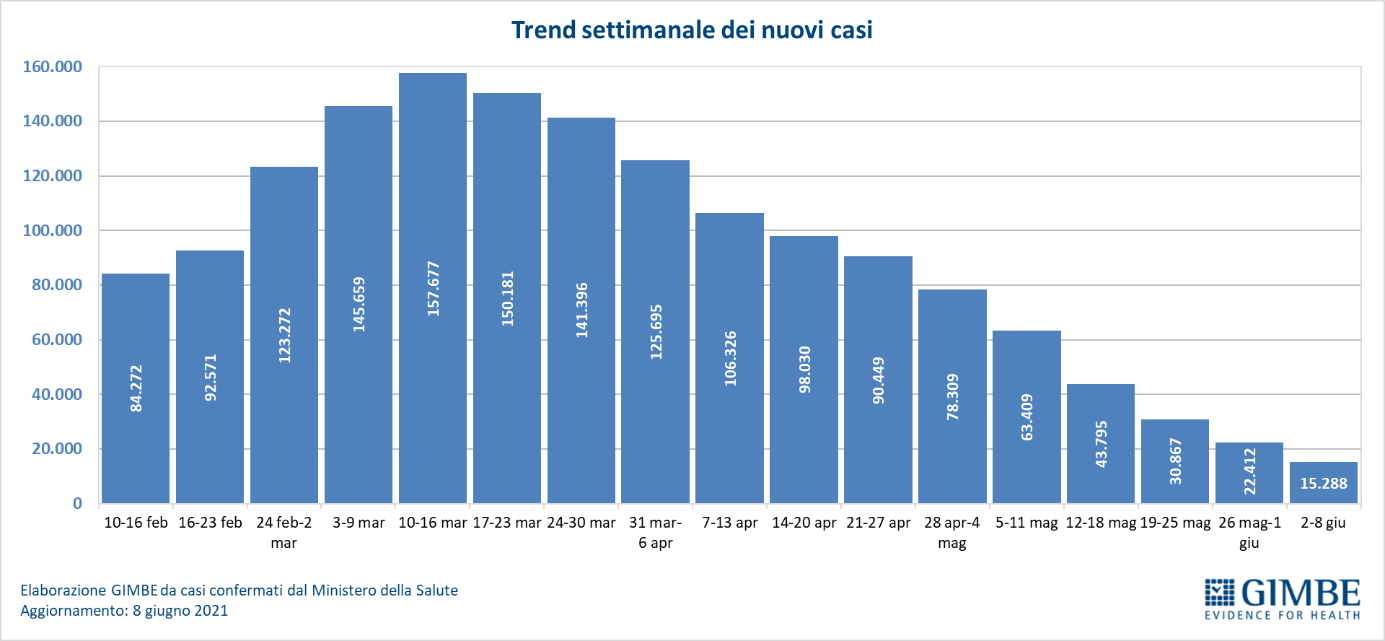 Trend settimanale dei nuovi casi
160.000
140.000
120.000
100.000
80.000
60.000
40.000
20.000
0
84.272
92.571
123.272
145.659
157.677
150.181
141.396
125.695
106.326
98.030
90.449
78.309
63.409
43.795
30.867
22.412
15.288
10-16 feb
16-23 feb
24 feb-2
mar
3-9 mar
10-16 mar
17-23 mar
24-30 mar
31 mar-
6 apr
7-13 apr
14-20 apr
21-27 apr
28 apr-4
mag
5-11 mag
12-18 mag
19-25 mag
26 mag-1
giu
2-8 giu
Elaborazione GIMBE da casi confermati dal Ministero della Salute
Aggiornamento: 8 giugno 2021
GIMBE
EVIDENCE FOR HEALTH